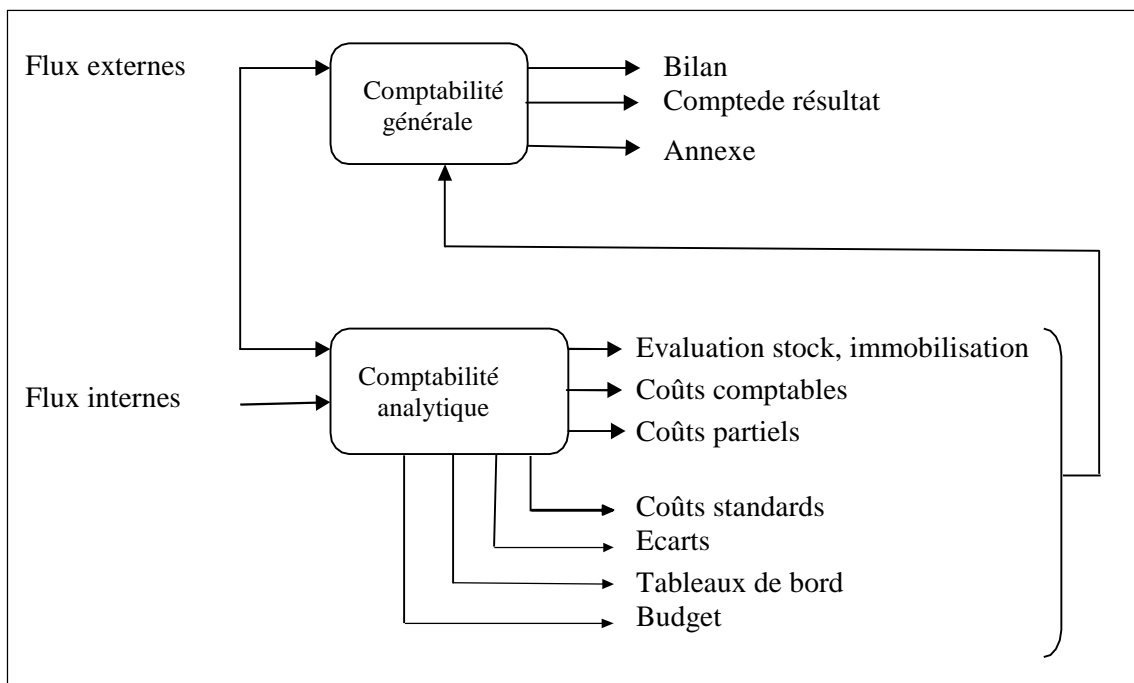 Flux externes
Comptabilité
générale
Bilan
Comptede résultat
Annexe
Flux internes
Comptabilité
analytique
Evaluation stock, immobilisation
Coûts comptables
Coûts partiels
Coûts standards
Ecarts
Tableaux de bord
Budget